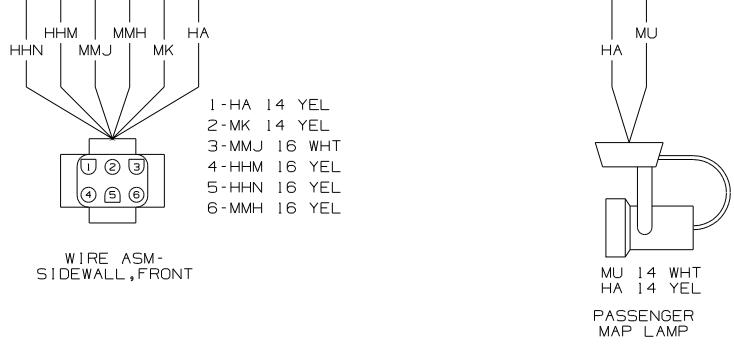 HHN HHM MMJ MMH MK HA
1-HA 14 YEL
2-MK 14 YEL
3-MMJ 16 WHT
4-HHM 16 YEL
5-HHN 16 YEL
6-MMH 16 YEL
1 2 3
4 5 6
WIRE ASM-
SIDEWALL,FRONT
HA MU
MU 14 WHT
HA 14 YEL
PASSENGER
MAP LAMP